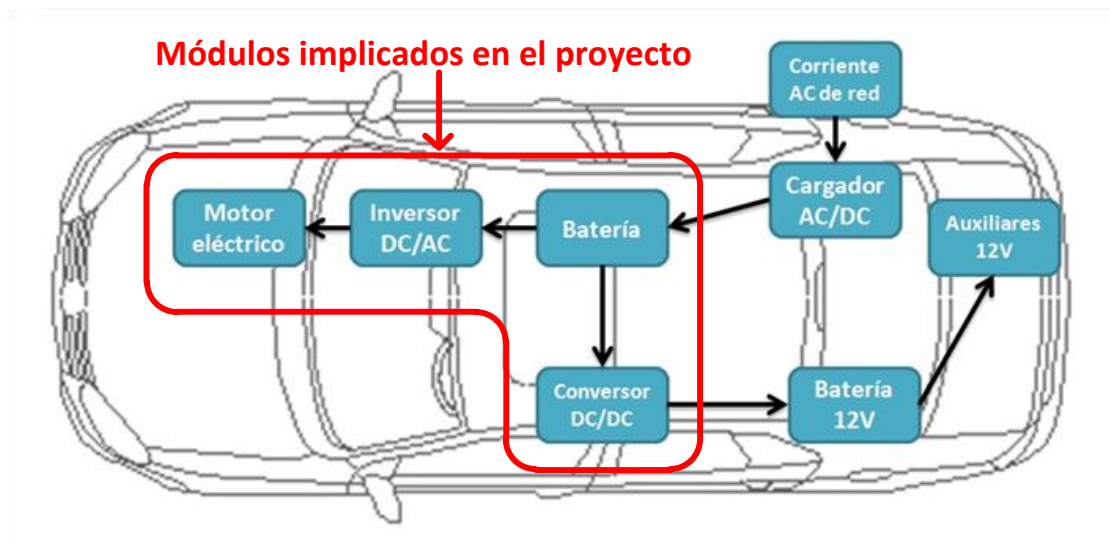 Módulos implicados en el proyecto
Corriente
AC de red
Cargador
AC/DC
Motor
eléctrico
Inversor
DC/AC
Batería
Auxiliares
12V
Conversor
DC/DC
Batería
12V